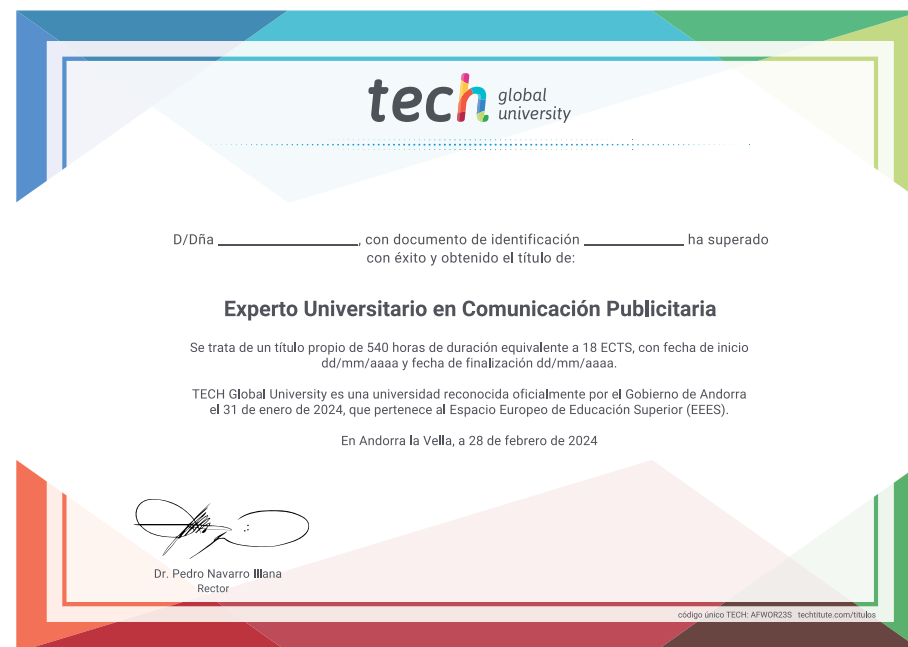 tech global university
D/Dña ____________________, con documento de identificación ______________ ha superado
con éxito y obtenido el título de:
Experto Universitario en Comunicación Publicitaria
Se trata de un título propio de 540 horas de duración equivalente a 18 ECTS, con fecha de inicio
dd/mm/aaaa y fecha de finalización dd/mm/aaaa.
TECH Global University es una universidad reconocida oficialmente por el Gobierno de Andorra
el 31 de enero de 2024, que pertenece al Espacio Europeo de Educación Superior (EEES).
En Andorra la Vella, a 28 de febrero de 2024
Dr. Pedro Navarro Illana
Rector
código único TECH: AFWOR23S techtitute.com/titulos